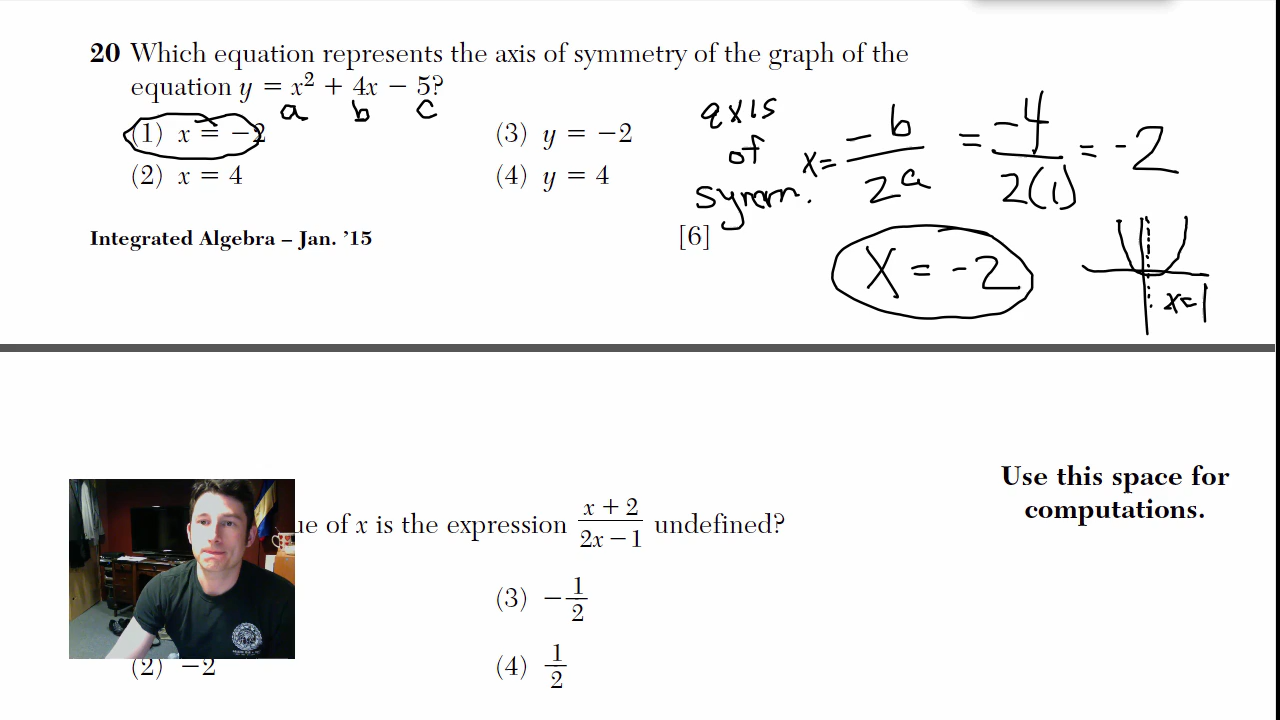 20 Which equation represents the axis of symmetry of the graph of the
equation y = x² + 4x − 5?
a b c
(1) x = −2
(3) y = −2
(2) x = 4
(4) y = 4
axis
of
symm.
x = -b/2a = -4/2(1) = -2
X = -2
x=1
Integrated Algebra – Jan. ’15
[6]
Use this space for
computations.
ue of x is the expression x + 2/2x − 1 undefined?
(3) −1/2
(2) −2
(4) 1/2